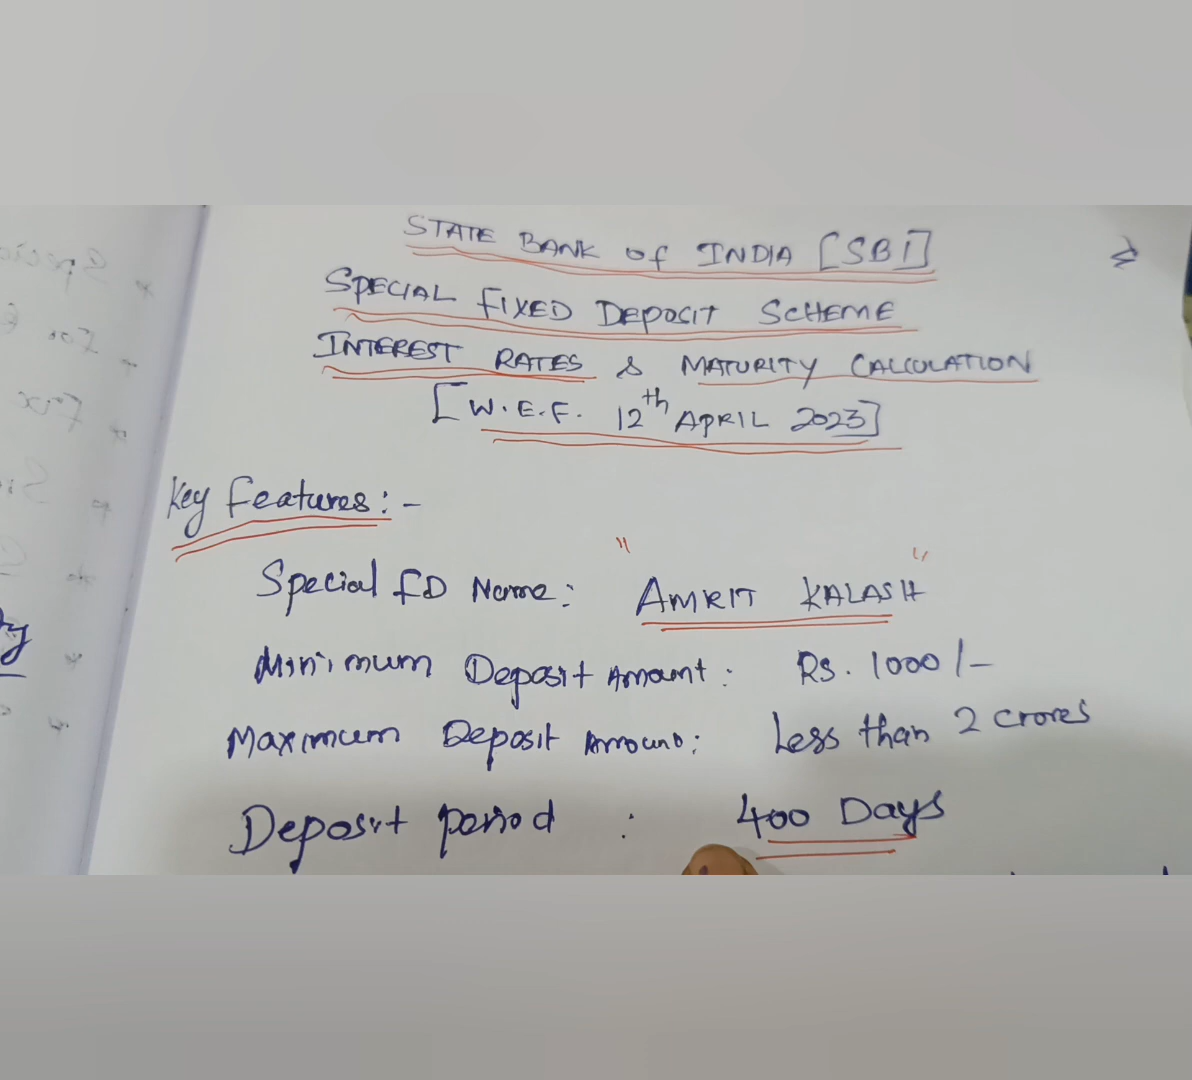 STATE BANK of INDIA [SBI]
SPECIAL FIXED DEPOSIT SCHEME
INTEREST RATES & MATURITY CALCULATION
[W.E.F. 12th APRIL 2023]
Key Features:-
Special FD Name: "AMRIT KALASH"
Minimum Deposit Amount: Rs. 1000/-
Maximum Deposit Amount: Less than 2 crores
Deposit period : 400 Days